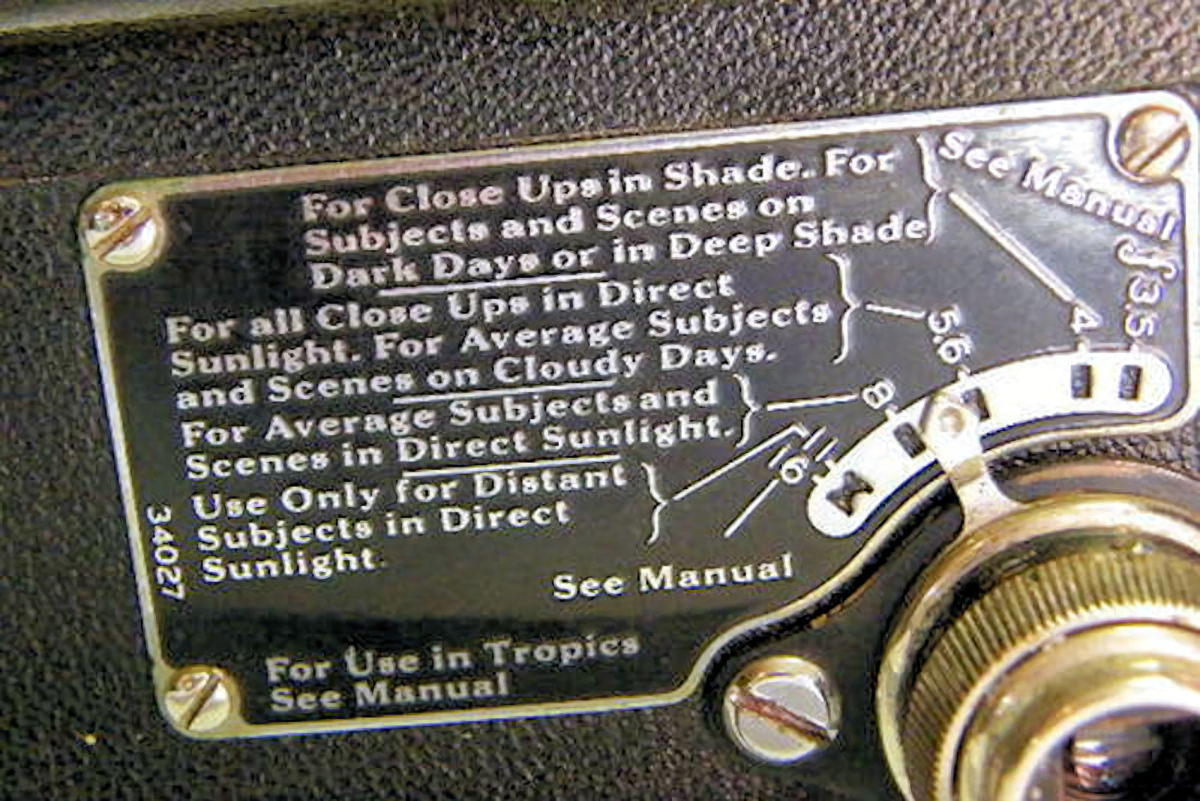 For Close Ups in Shade. For
Subjects and Scenes on
Dark Days or in Deep Shade
See Manual
f3.5
4
For all Close Ups in Direct
Sunlight. For Average Subjects
and Scenes on Cloudy Days.
5.6
For Average Subjects and
Scenes in Direct Sunlight.
8
Use Only for Distant
Subjects in Direct
Sunlight
See Manual
34027
For Use in Tropics
See Manual